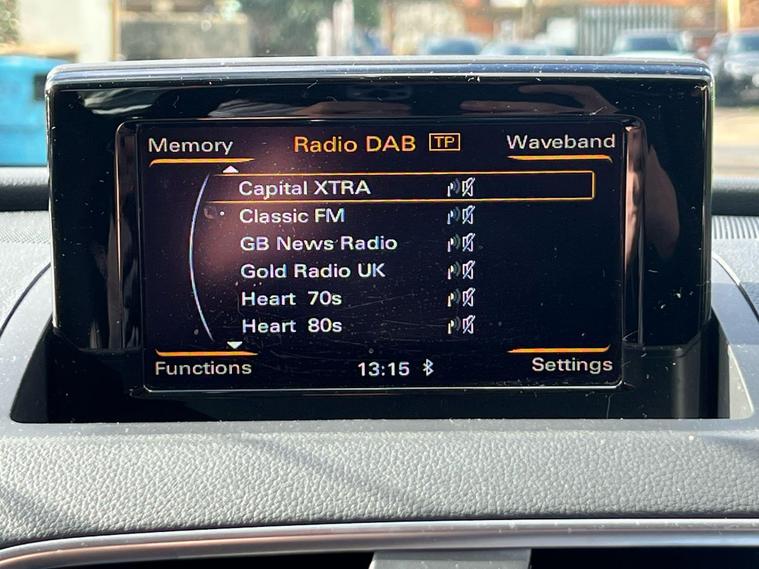 Memory Radio DAB TP Waveband
Capital XTRA
Classic FM
GB News Radio
Gold Radio UK
Heart 70s
Heart 80s
Functions 13:15 Settings